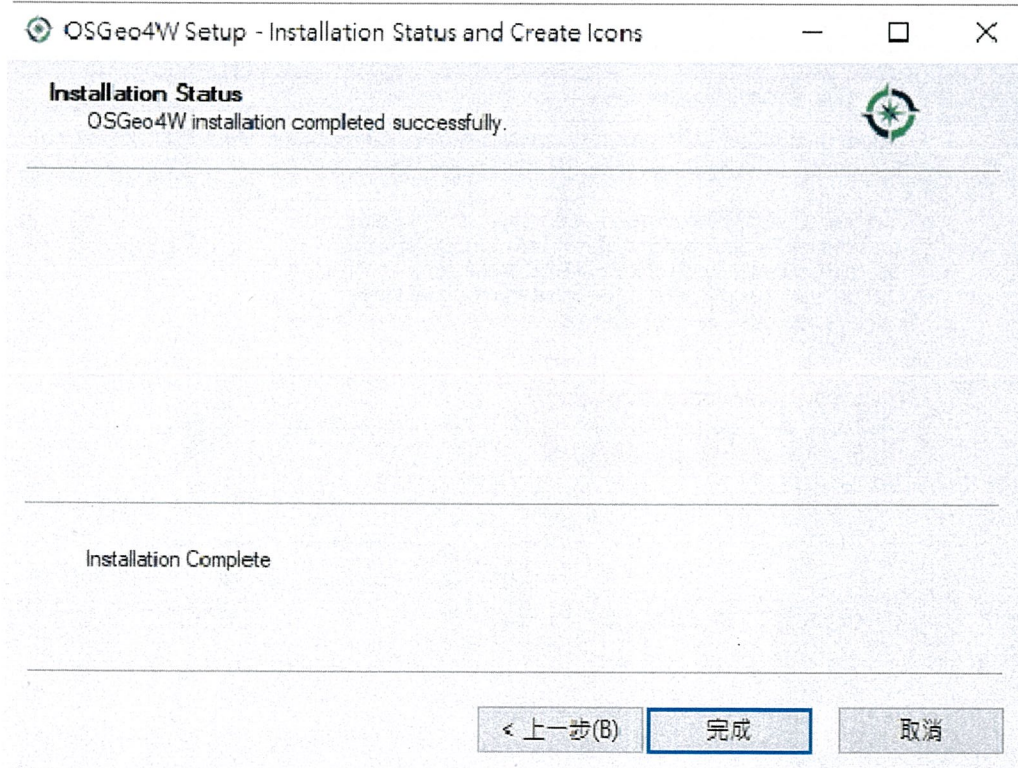 OSGeo4W Setup - Installation Status and Create Icons
Installation Status
OSGeo4W installation completed successfully.
Installation Complete
< 上一步(B)
完成
取消